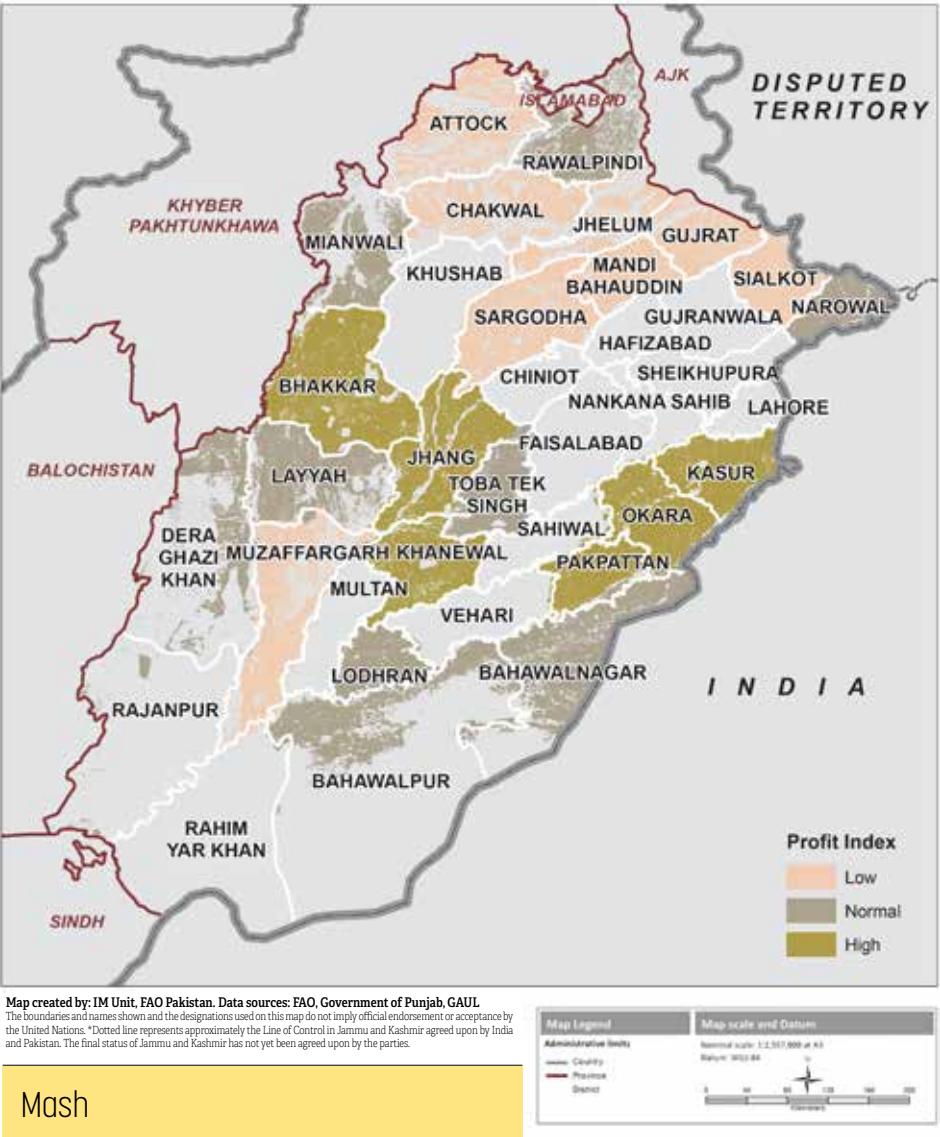 DISPUTED
TERRITORY
AJK
ISLAMABAD
ATTOCK
RAWALPINDI
KHYBER
PAKHTUNKHAWA
CHAKWAL
JHELUM
GUJRAT
MIANWALI
KHUSHAB
MANDI
BAHAUDDIN
SIALKOT
NAROWAL
SARGODHA
GUJRANWALA
HAFIZABAD
CHINIOT
SHEIKHUPURA
BHAKKAR
NANKANA SAHIB
LAHORE
FAISALABAD
BALOCHISTAN
LAYYAH
JHANG
KASUR
TOBA TEK
SINGH
OKARA
SAHIWAL
DERA
GHAZI
KHAN
MUZAFFARGARH
KHANEWAL
PAKPATTAN
MULTAN
VEHARI
LODHRAN
BAHAWALNAGAR
INDIA
RAJANPUR
BAHAWALPUR
RAHIM
YAR KHAN
SINDH
Profit Index
Low
Normal
High
Map created by: IM Unit, FAO Pakistan. Data sources: FAO, Government of Punjab, GAUL
The boundaries and names shown and the designations used on this map do not imply official endorsement or acceptance by
the United Nations. *Dotted line represents approximately the Line of Control in Jammu and Kashmir agreed upon by India
and Pakistan. The final status of Jammu and Kashmir has not yet been agreed upon by the parties.
Mash
Map Legend
Administrative limits
Country
Province
District
Map scale and Datum
Kilometers